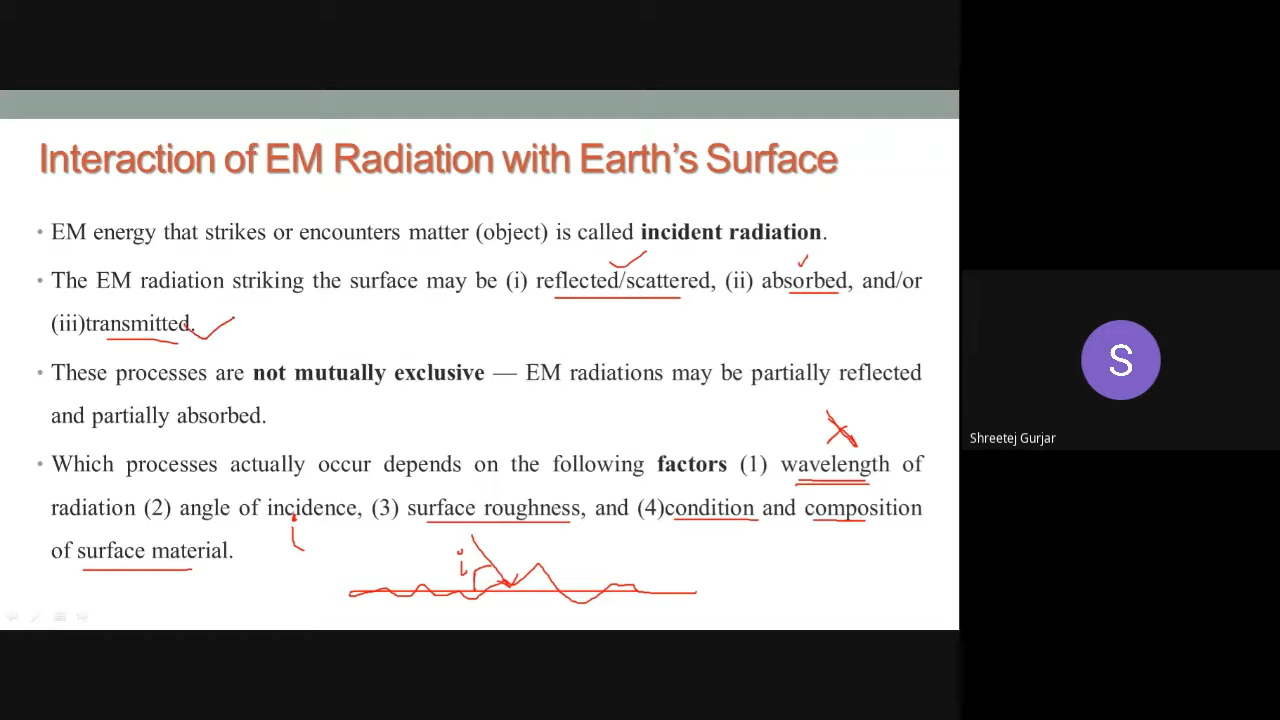 Interaction of EM Radiation with Earth's Surface
• EM energy that strikes or encounters matter (object) is called incident radiation.
• The EM radiation striking the surface may be (i) reflected/scattered, (ii) absorbed, and/or
(iii)transmitted.
• These processes are not mutually exclusive — EM radiations may be partially reflected
and partially absorbed.
• Which processes actually occur depends on the following factors (1) wavelength of
radiation (2) angle of incidence, (3) surface roughness, and (4)condition and composition
of surface material.
i
i
S
Shreetej Gurjar